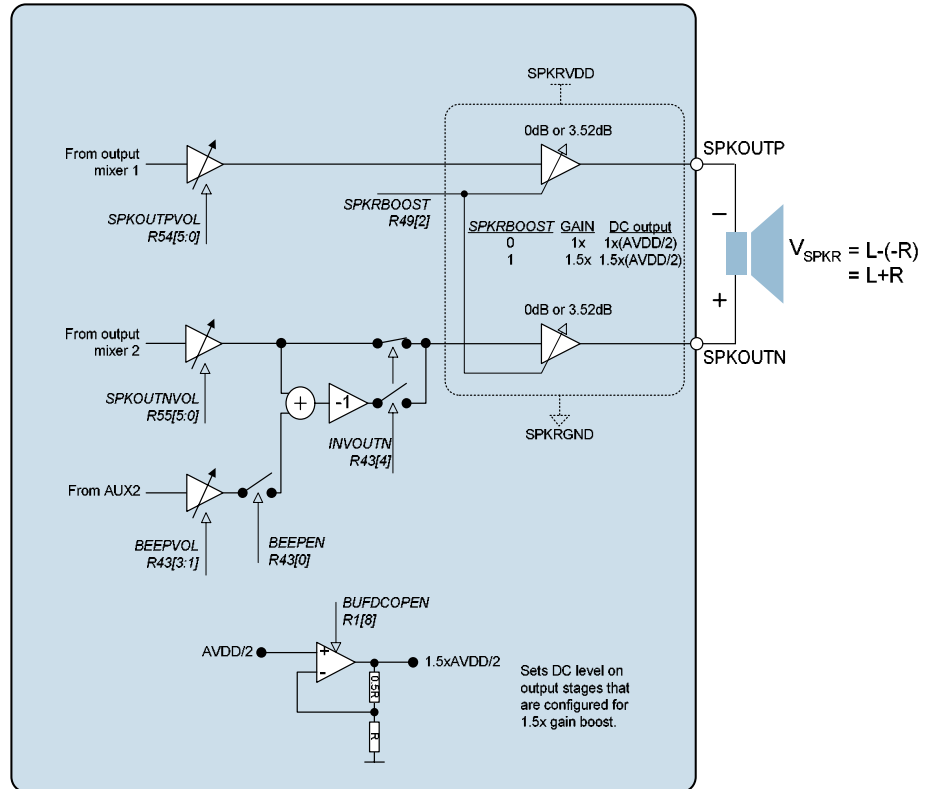 SPKRVDD
0dB or 3.52dB
SPKOUTP
From output
mixer 1
SPKOUTPVOL
R54[5:0]
SPKRBOOST
R49[2]
SPKRBOOST GAIN DC output
0 1x 1x(AVDD/2)
1 1.5x 1.5x(AVDD/2)
−
+
VSPKR = L-(-R)
= L+R
0dB or 3.52dB
SPKOUTN
From output
mixer 2
SPKOUTNVOL
R55[5:0]
+
-1
INVOUTN
R43[4]
SPKRGND
From AUX2
BEEPVOL
R43[3:1]
BEEPEN
R43[0]
BUFDCOPEN
R1[8]
AVDD/2
+
-
1.5xAVDD/2
0.5R
R
Sets DC level on
output stages that
are configured for
1.5x gain boost.